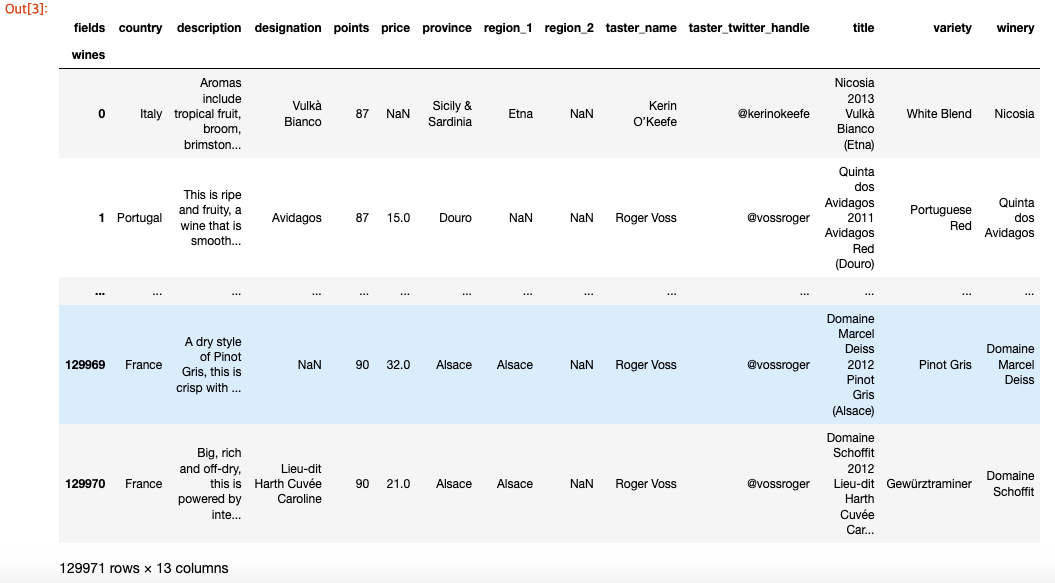 Out[3]:
fields country description designation points price province region_1 region_2 taster_name taster_twitter_handle title variety winery
wines
0 Italy Aromas include tropical fruit, broom, brimston... Vulkà Bianco 87 NaN Sicily & Sardinia Etna NaN Kerin O’Keefe @kerinokeefe Nicosia 2013 Vulkà Bianco (Etna) White Blend Nicosia
1 Portugal This is ripe and fruity, a wine that is smooth... Avidagos 87 15.0 Douro NaN NaN Roger Voss @vossroger Quinta dos Avidagos 2011 Avidagos Red (Douro) Portuguese Red Quinta dos Avidagos
... ... ... ... ... ... ... ... ... ... ... ... ... ...
129969 France A dry style of Pinot Gris, this is crisp with ... NaN 90 32.0 Alsace Alsace NaN Roger Voss @vossroger Domaine Marcel Deiss 2012 Pinot Gris (Alsace) Pinot Gris Domaine Marcel Deiss
129970 France Big, rich and off-dry, this is powered by inte... Lieu-dit Harth Cuvée Caroline 90 21.0 Alsace Alsace NaN Roger Voss @vossroger Domaine Schoffit 2012 Lieu-dit Harth Cuvée Car... Gewürztraminer Domaine Schoffit
129971 rows × 13 columns